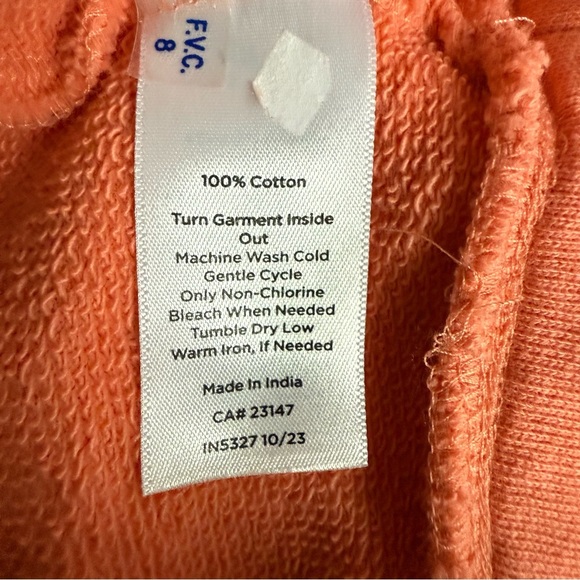 F.V.C.
8
100% Cotton
Turn Garment Inside
Out
Machine Wash Cold
Gentle Cycle
Only Non-Chlorine
Bleach When Needed
Tumble Dry Low
Warm Iron, If Needed
Made In India
CA# 23147
IN5327 10/23